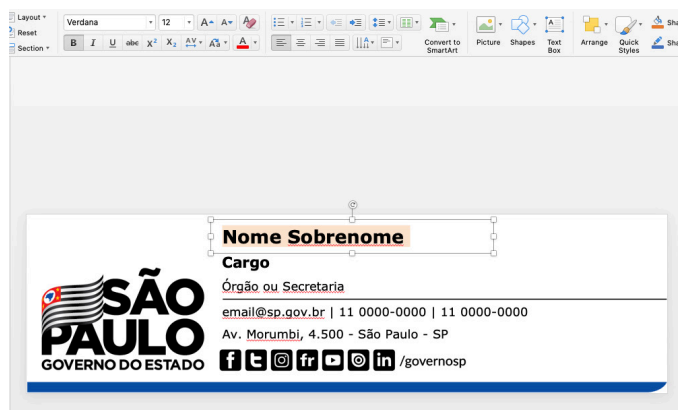 Layout
Verdana 12 A A A
Reset
Section
B I U abc X² X₂ AV Aa A
Convert to SmartArt
Picture Shapes Text Box Arrange Quick Styles
Nome Sobrenome
Cargo
Órgão ou Secretaria
email@sp.gov.br | 11 0000-0000 | 11 0000-0000
Av. Morumbi, 4.500 - São Paulo - SP
/governosp
SÃO
PAULO
GOVERNO DO ESTADO